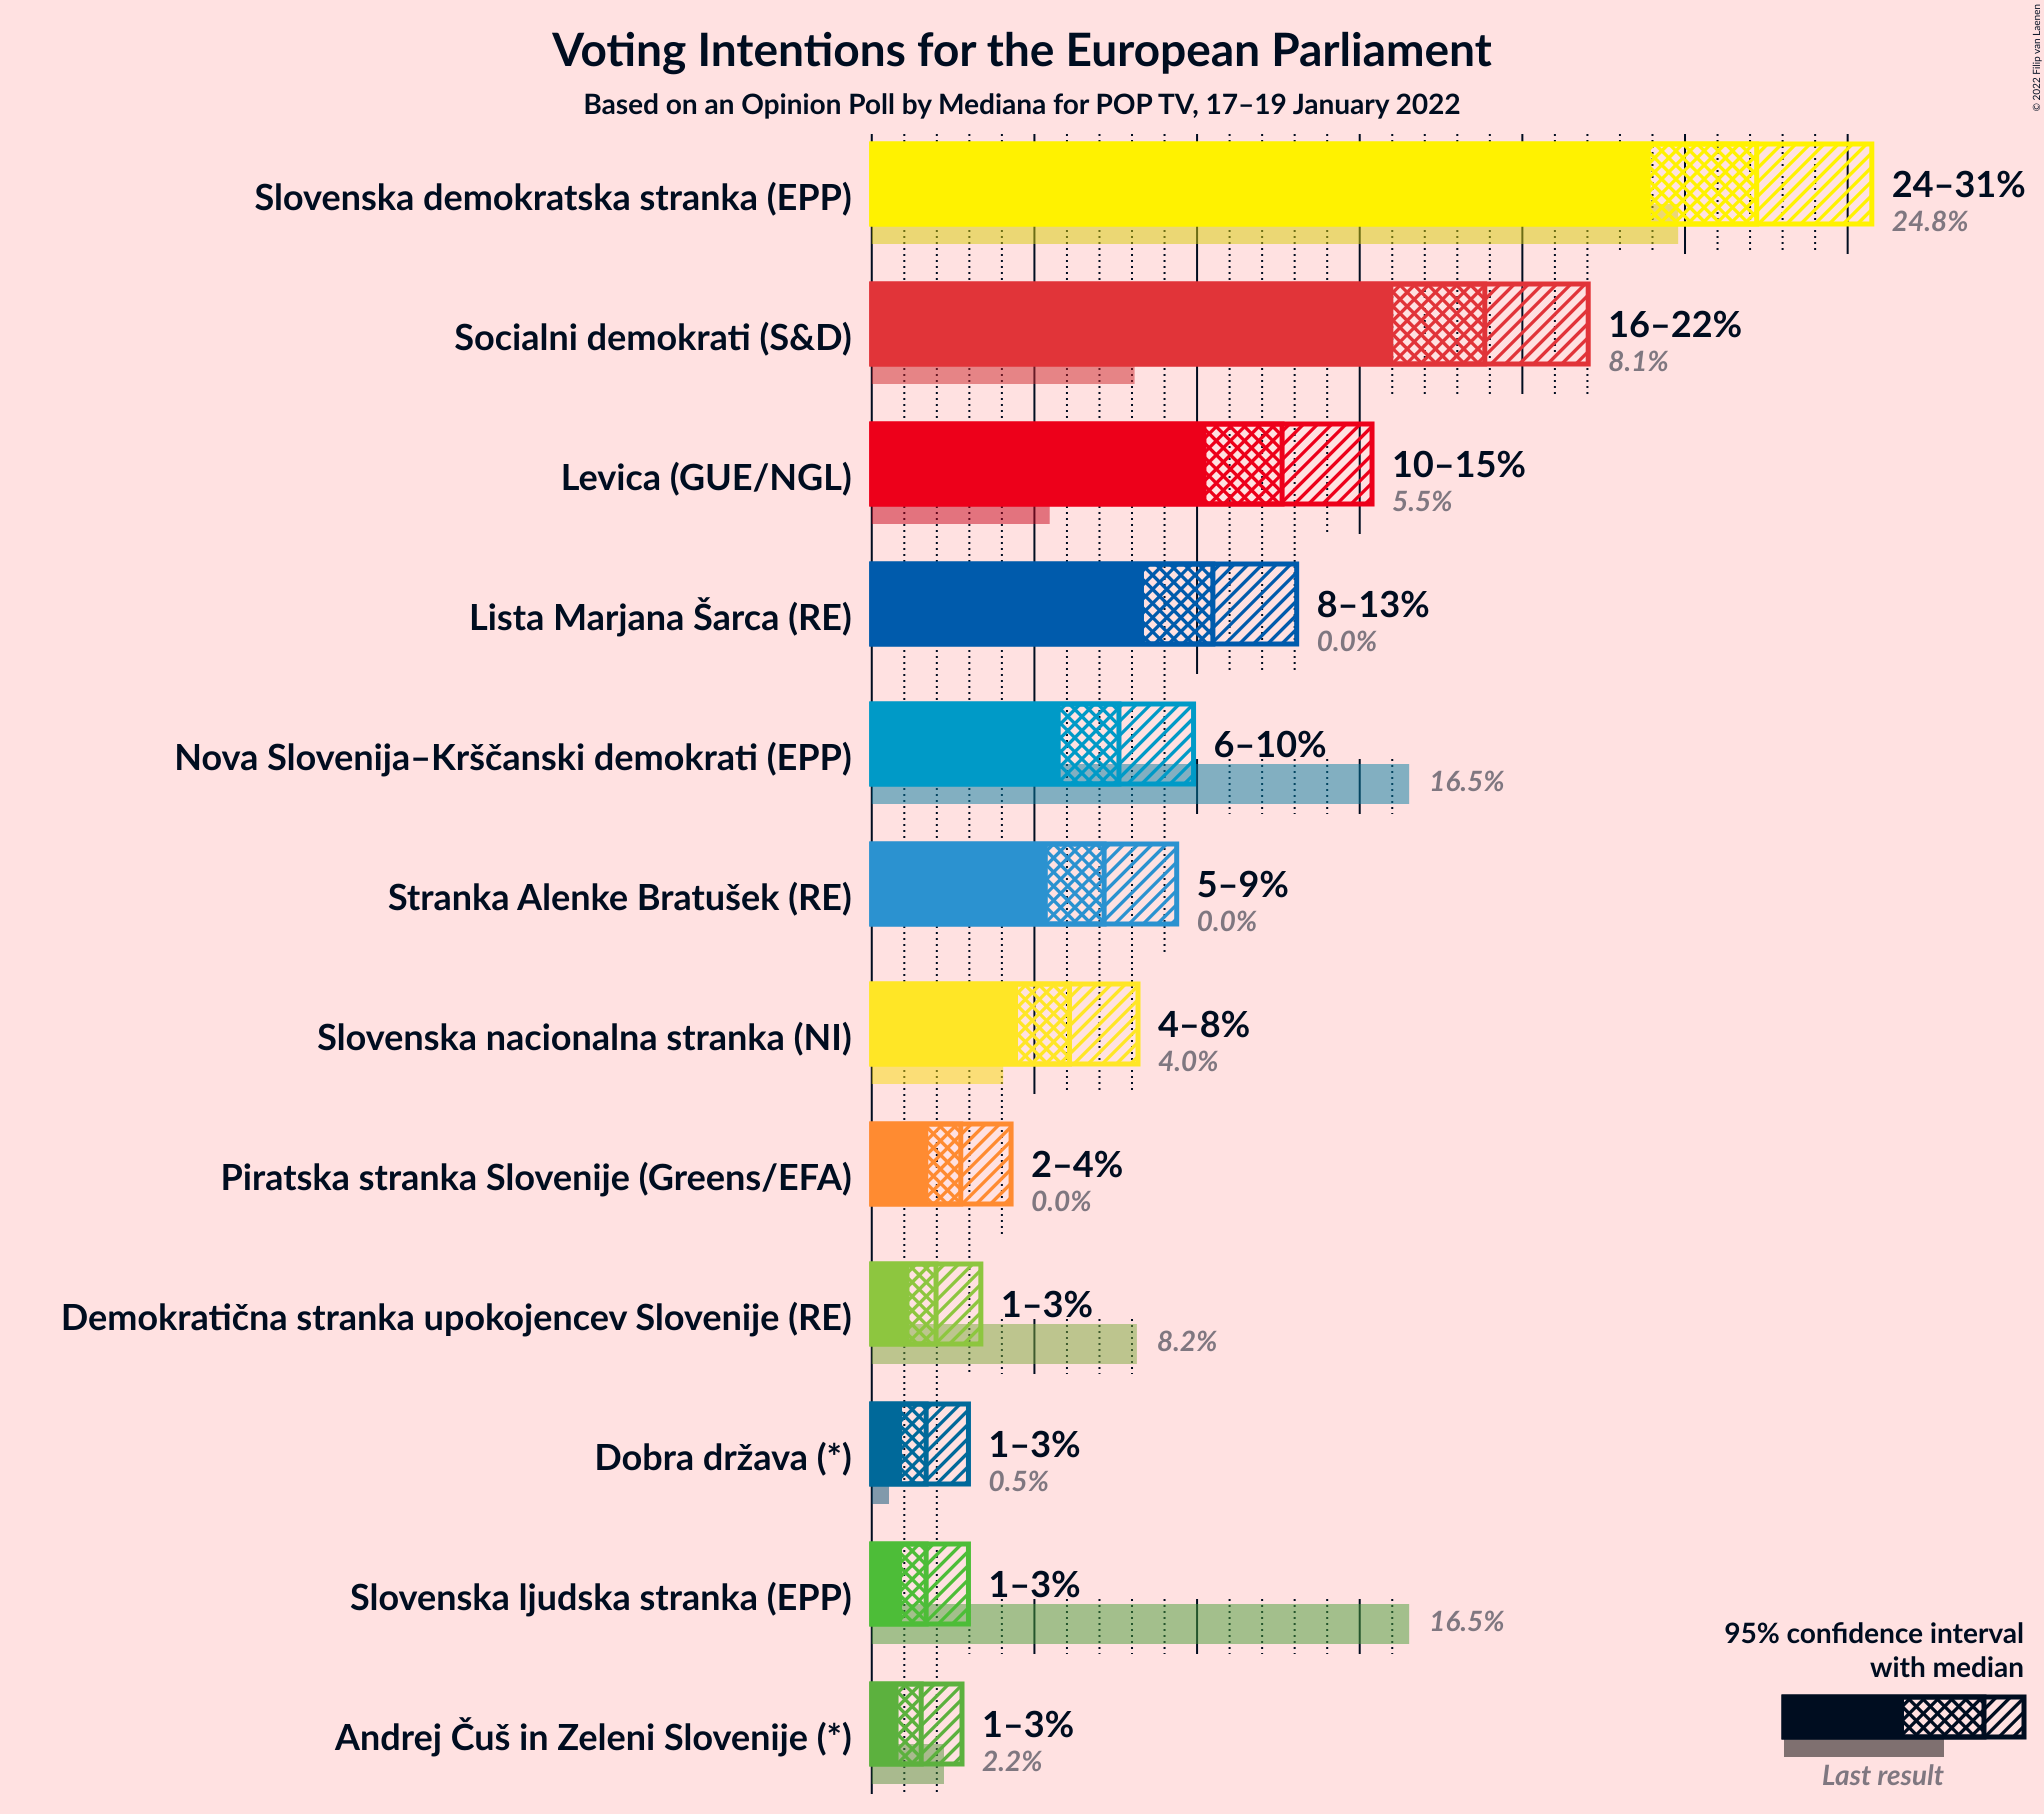 Voting Intentions for the European Parliament
Based on an Opinion Poll by Mediana for POP TV, 17–19 January 2022
© 2022 Filip van Laenen
Slovenska demokratska stranka (EPP)
24–31%
24.8%
Socialni demokrati (S&D)
16–22%
8.1%
Levica (GUE/NGL)
10–15%
5.5%
Lista Marjana Šarca (RE)
8–13%
0.0%
Nova Slovenija–Krščanski demokrati (EPP)
6–10%
16.5%
Stranka Alenke Bratušek (RE)
5–9%
0.0%
Slovenska nacionalna stranka (NI)
4–8%
4.0%
Piratska stranka Slovenije (Greens/EFA)
2–4%
0.0%
Demokratična stranka upokojencev Slovenije (RE)
1–3%
8.2%
Dobra država (*)
1–3%
0.5%
Slovenska ljudska stranka (EPP)
1–3%
16.5%
Andrej Čuš in Zeleni Slovenije (*)
1–3%
2.2%
95% confidence interval
with median
Last result